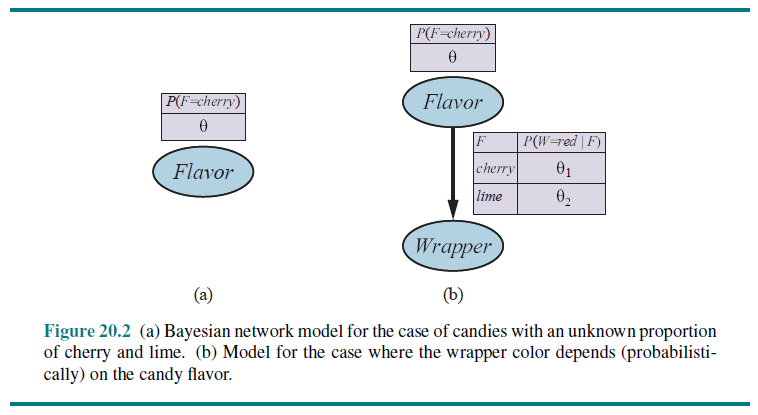 P(F=cherry)
θ
Flavor
(a)
P(F=cherry)
θ
Flavor
F P(W=red | F)
cherry θ1
lime θ2
Wrapper
(b)
Figure 20.2 (a) Bayesian network model for the case of candies with an unknown proportion
of cherry and lime. (b) Model for the case where the wrapper color depends (probabilisti-
cally) on the candy flavor.